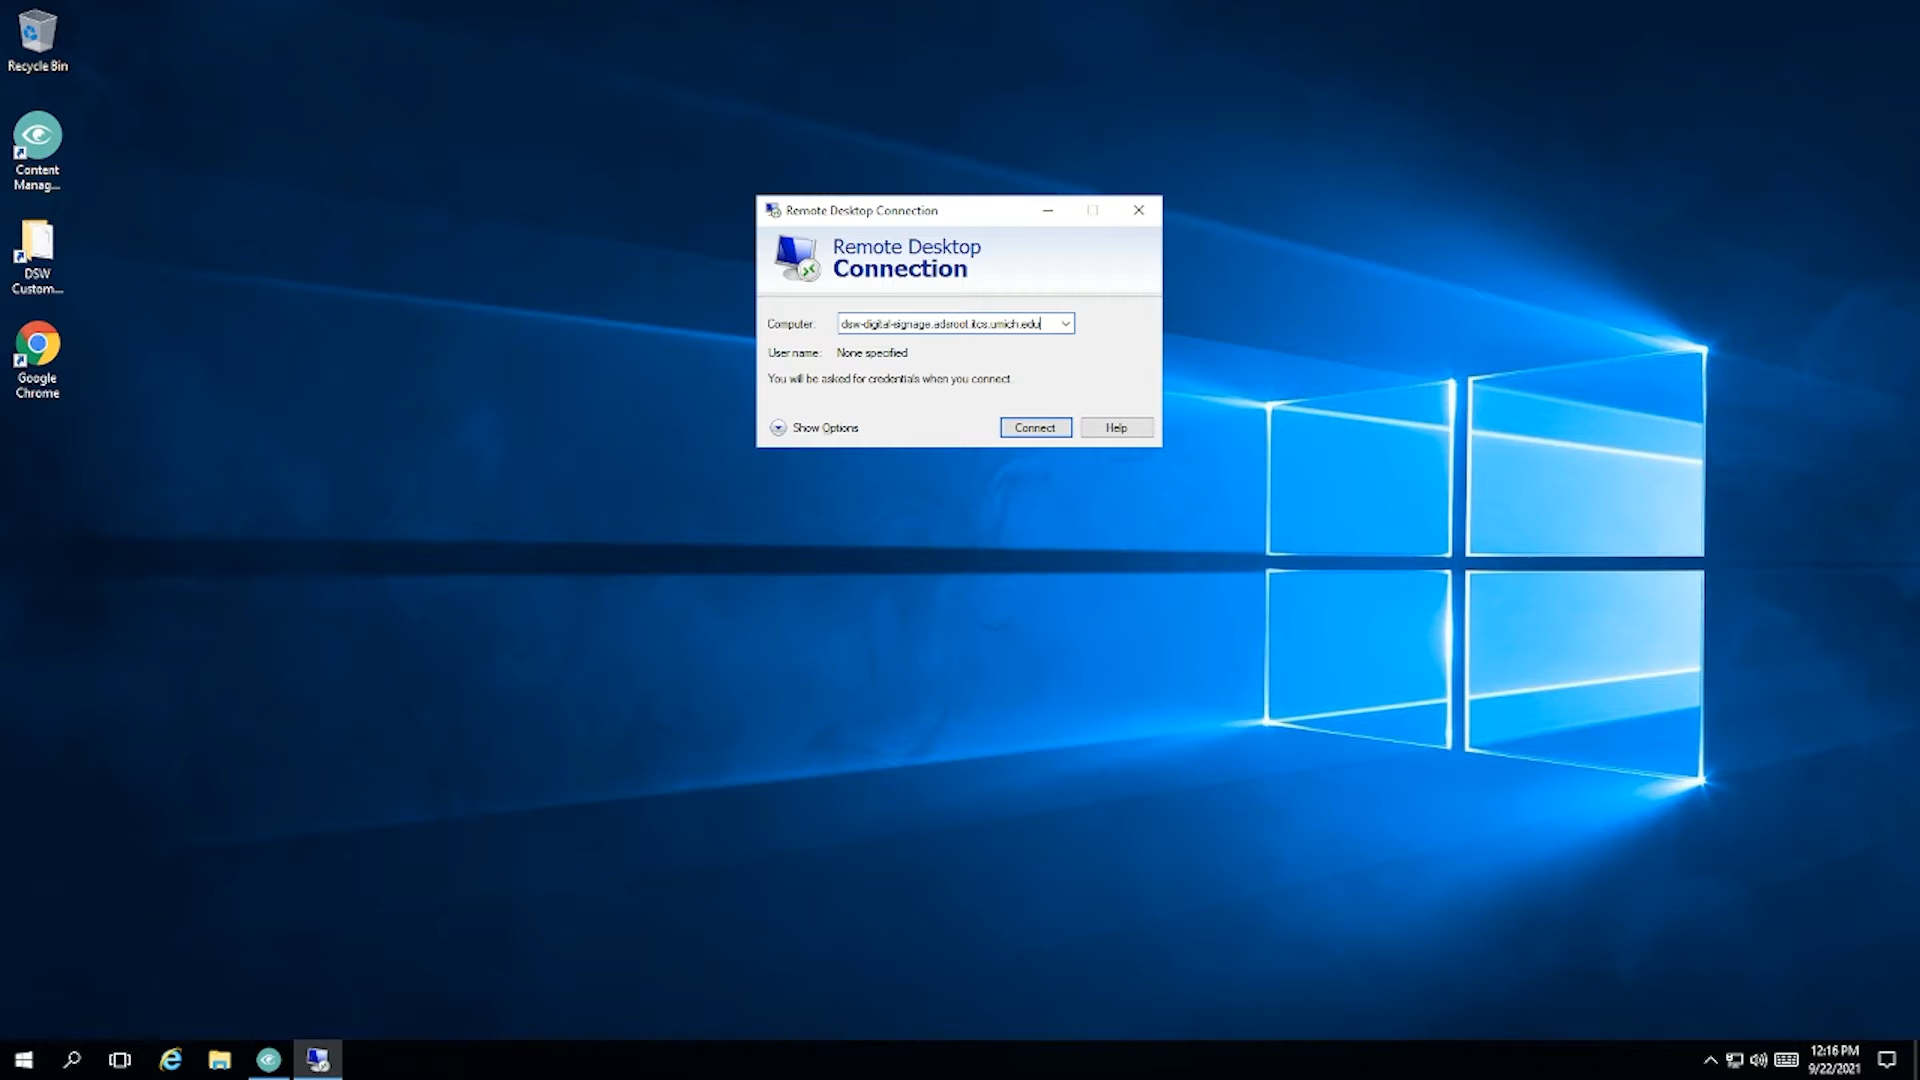 Recycle Bin
Content
Manag...
DSW
Custom...
Google
Chrome
Remote Desktop Connection
Remote Desktop
Connection
Computer:
dsw-digital-signage.adsroot.itcs.umich.edu
User name:
None specified
You will be asked for credentials when you connect.
Show Options
Connect
Help
12:16 PM
9/22/2021